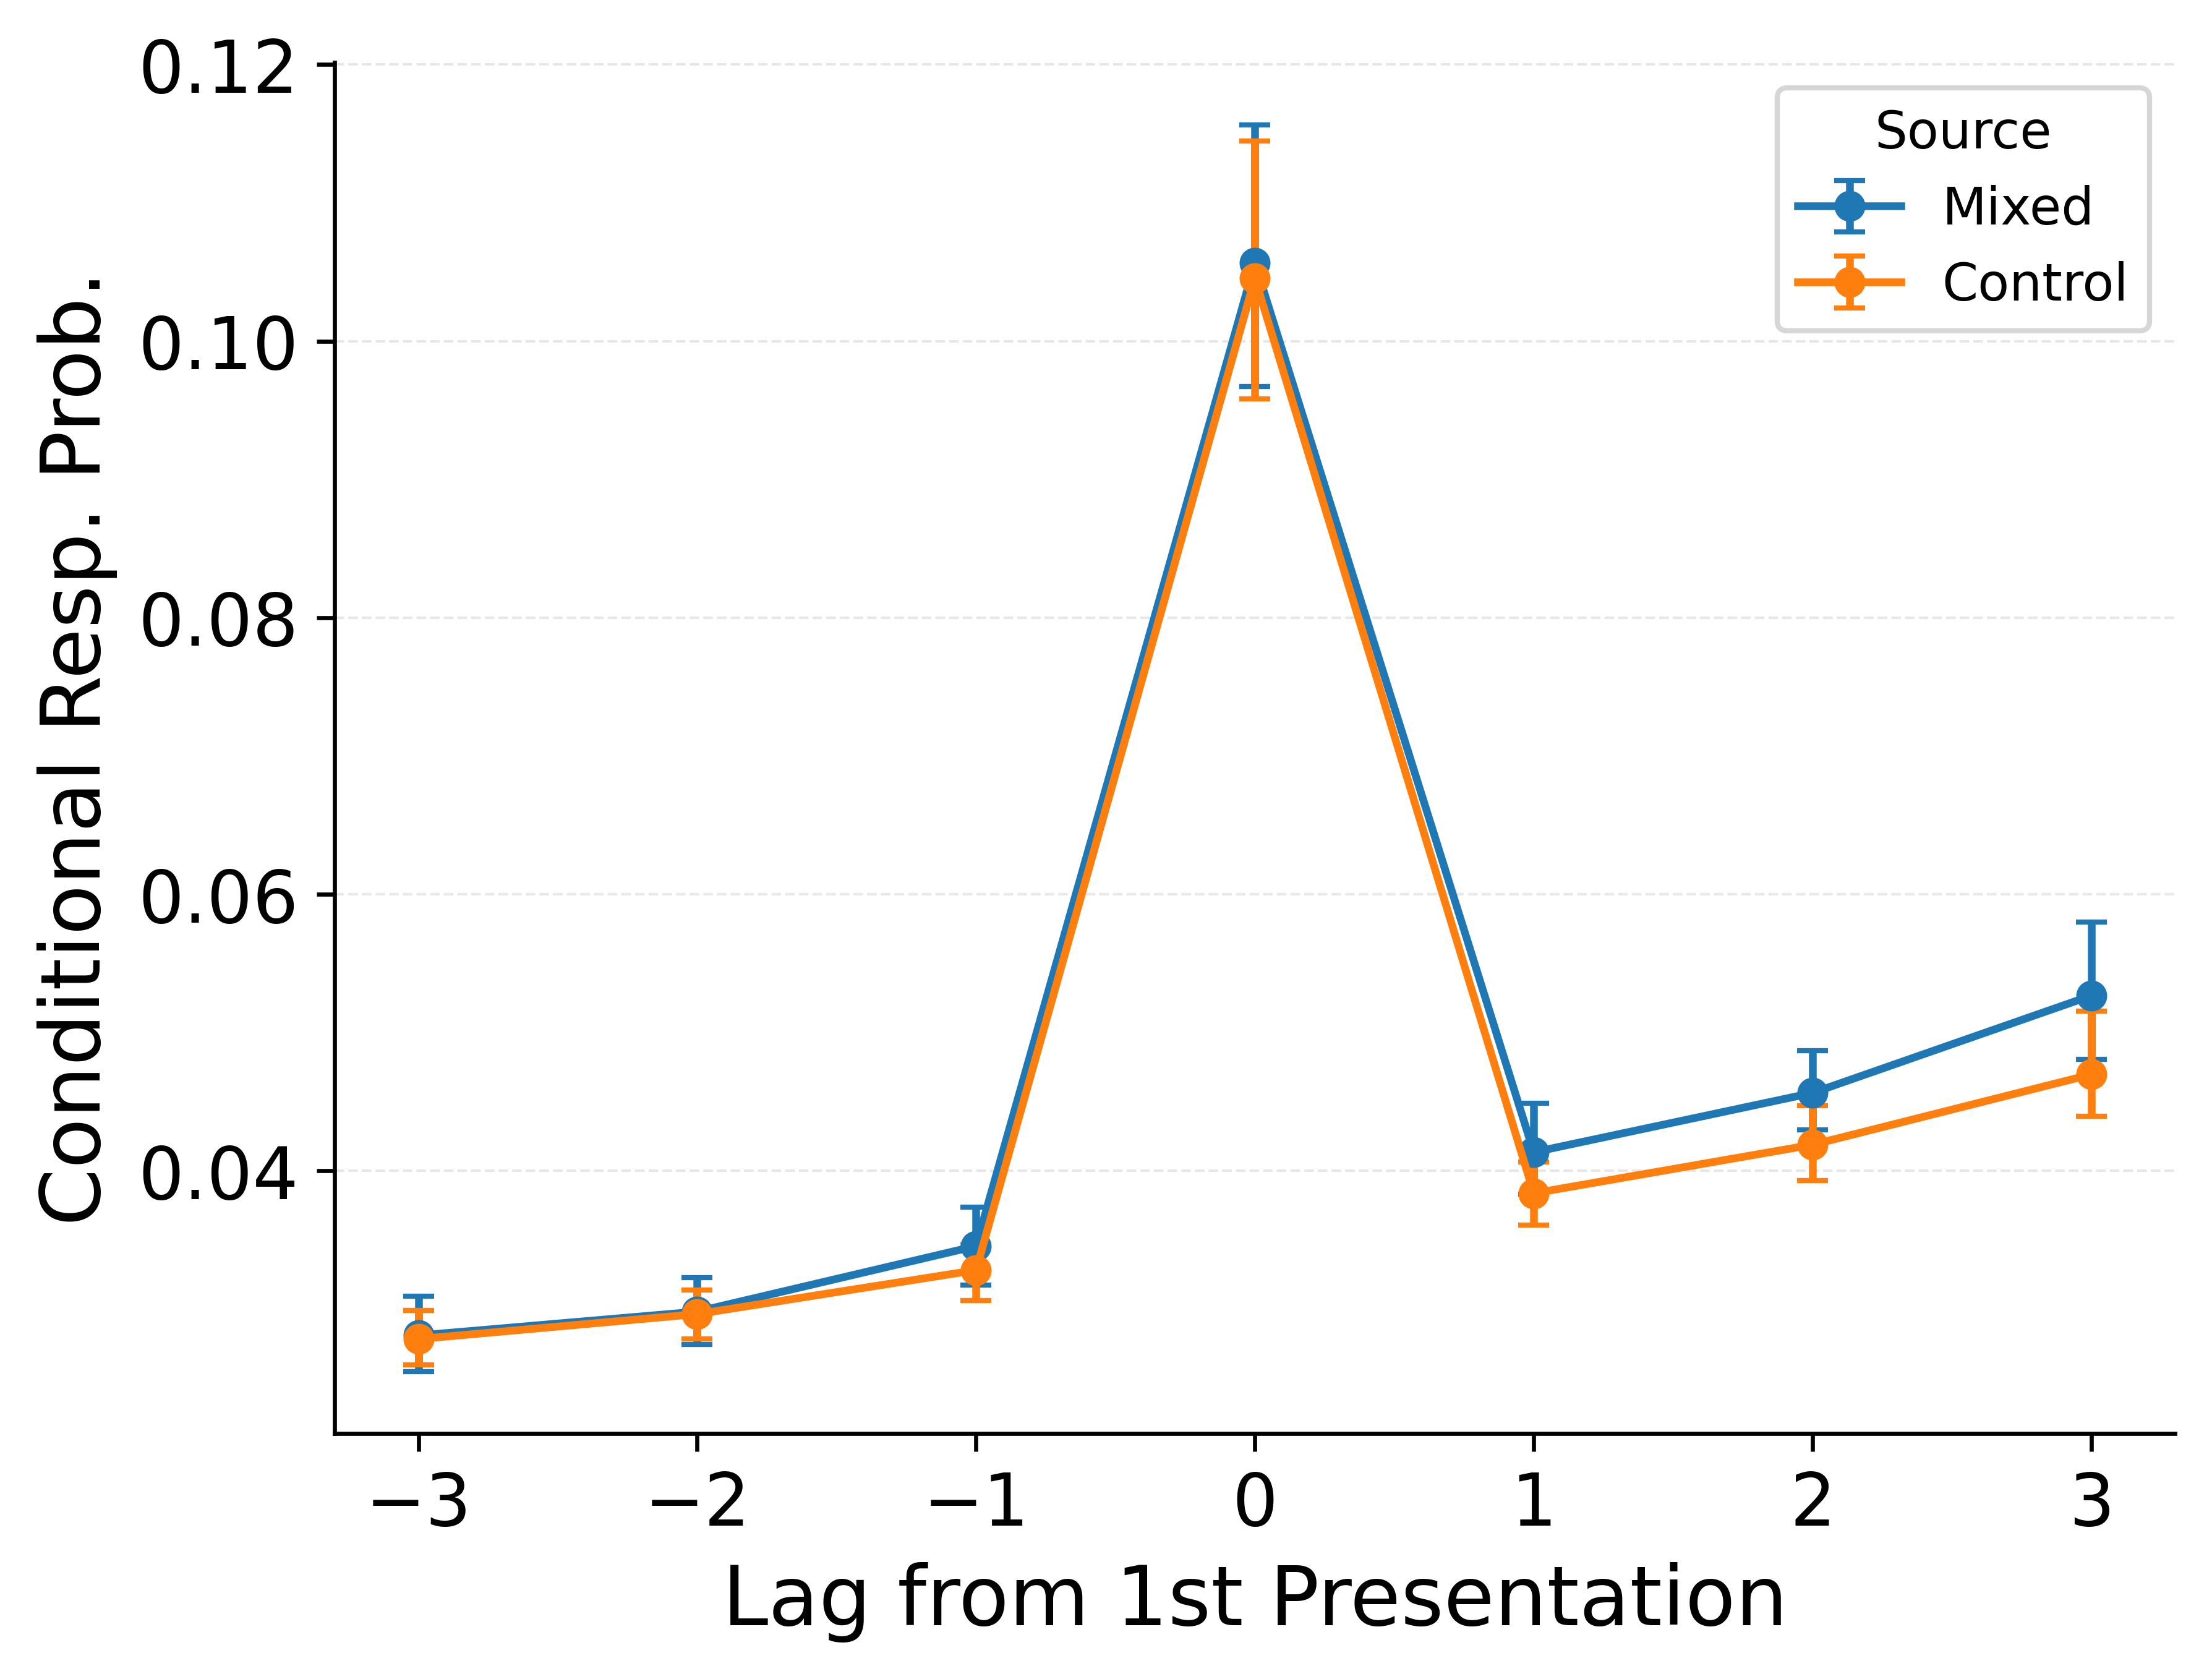 0.12
0.10
0.08
0.06
0.04
Conditional Resp. Prob.
Source
Mixed
Control
−3 −2 −1 0 1 2 3
Lag from 1st Presentation